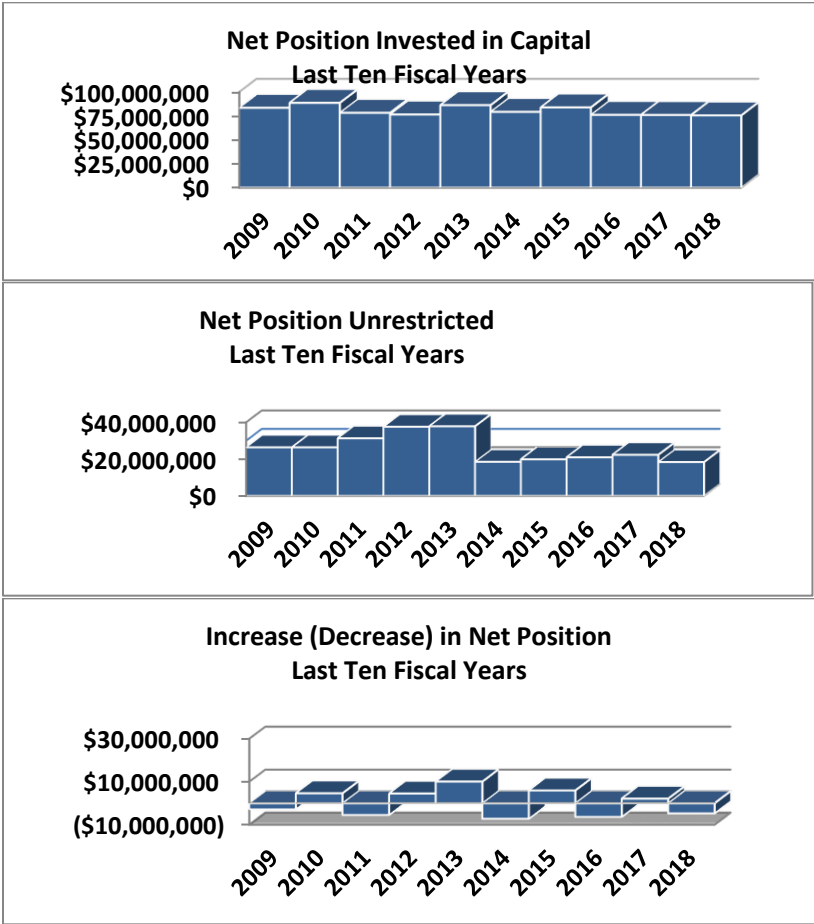 Net Position Invested in Capital
Last Ten Fiscal Years
$100,000,000
$75,000,000
$50,000,000
$25,000,000
$0
2009 2010 2011 2012 2013 2014 2015 2016 2017 2018
Net Position Unrestricted
Last Ten Fiscal Years
$40,000,000
$20,000,000
$0
2009 2010 2011 2012 2013 2014 2015 2016 2017 2018
Increase (Decrease) in Net Position
Last Ten Fiscal Years
$30,000,000
$10,000,000
($10,000,000)
2009 2010 2011 2012 2013 2014 2015 2016 2017 2018